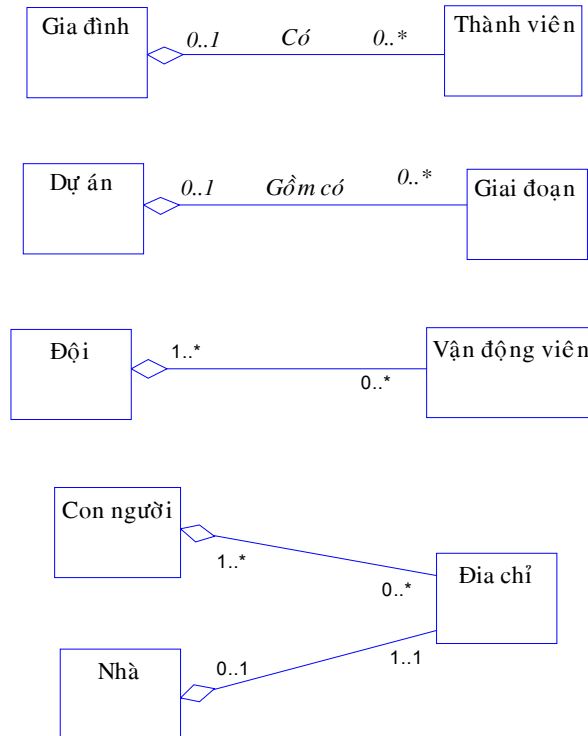 Gia đình
0..1 Có 0..*
Thành viên
Dự án
0..1 Gồm có 0..*
Giai đoạn
Đội
1..*
0..*
Vận động viên
Con người
1..*
0..*
Đia chỉ
Nhà
0..1
1..1